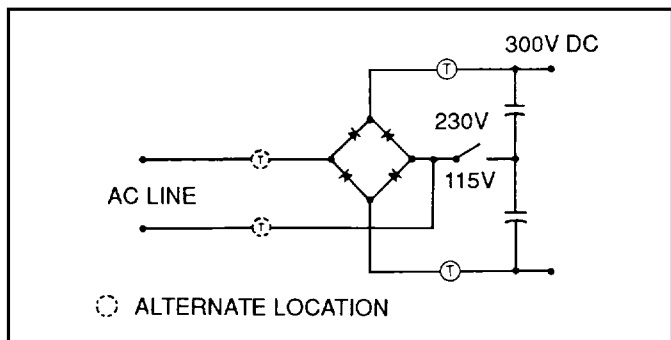 300V DC
T
230V
T
115V
AC LINE
T
T
ALTERNATE LOCATION